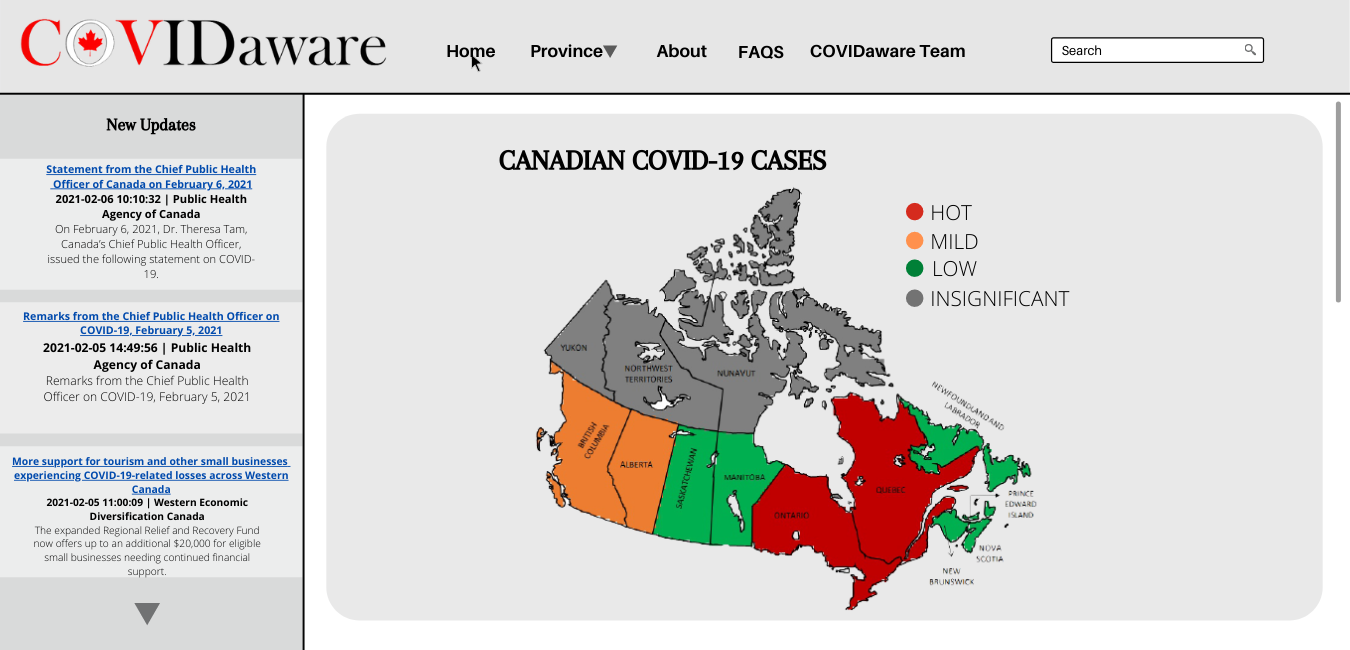 COVIDaware
Home Province About FAQS COVIDaware Team Search
New Updates
Statement from the Chief Public Health
Officer of Canada on February 6, 2021
2021-02-06 10:10:32 | Public Health
Agency of Canada
On February 6, 2021, Dr. Theresa Tam,
Canada's Chief Public Health Officer,
issued the following statement on COVID-
19.
Remarks from the Chief Public Health Officer on
COVID-19, February 5, 2021
2021-02-05 14:49:56 | Public Health
Agency of Canada
Remarks from the Chief Public Health
Officer on COVID-19, February 5, 2021
More support for tourism and other small businesses
experiencing COVID-19-related losses across Western
Canada
2021-02-05 11:00:09 | Western Economic
Diversification Canada
The expanded Regional Relief and Recovery Fund
now offers up to an additional $20,000 for eligible
small businesses needing continued financial
support.
CANADIAN COVID-19 CASES
HOT
MILD
LOW
INSIGNIFICANT
YUKON
NORTHWEST
TERRITORIES
NUNAVUT
BRITISH
COLUMBIA
ALBERTA
SASKATCHEWAN
MANITOBA
ONTARIO
QUEBEC
NEWFOUNDLAND AND
LABRADOR
PRINCE
EDWARD
ISLAND
NOVA
SCOTIA
NEW
BRUNSWICK